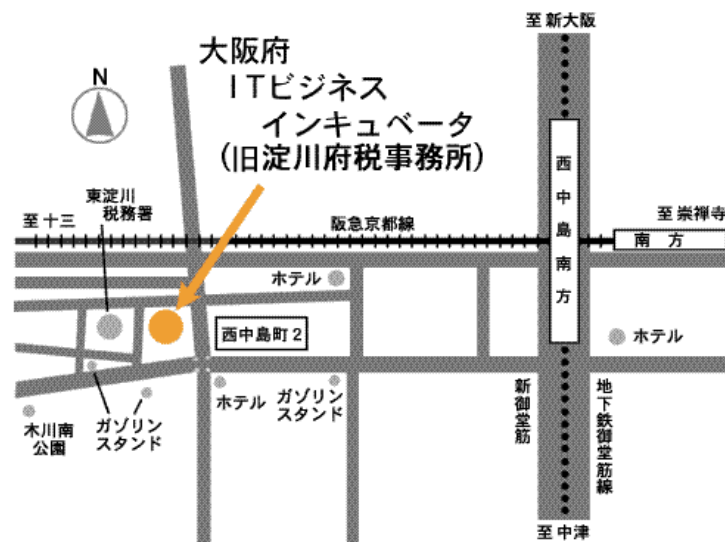 至 新大阪
大阪府
ITビジネス
インキュベータ
(旧淀川府税事務所)
N
東淀川
税務署
至 十三
阪急京都線
西中島南方
至 崇禅寺
南 方
ホテル
西中島町2
ホテル
ホテル
ガゾリン
スタンド
ガゾリン
スタンド
木川南
公園
新御堂筋
地下鉄御堂筋線
至 中津